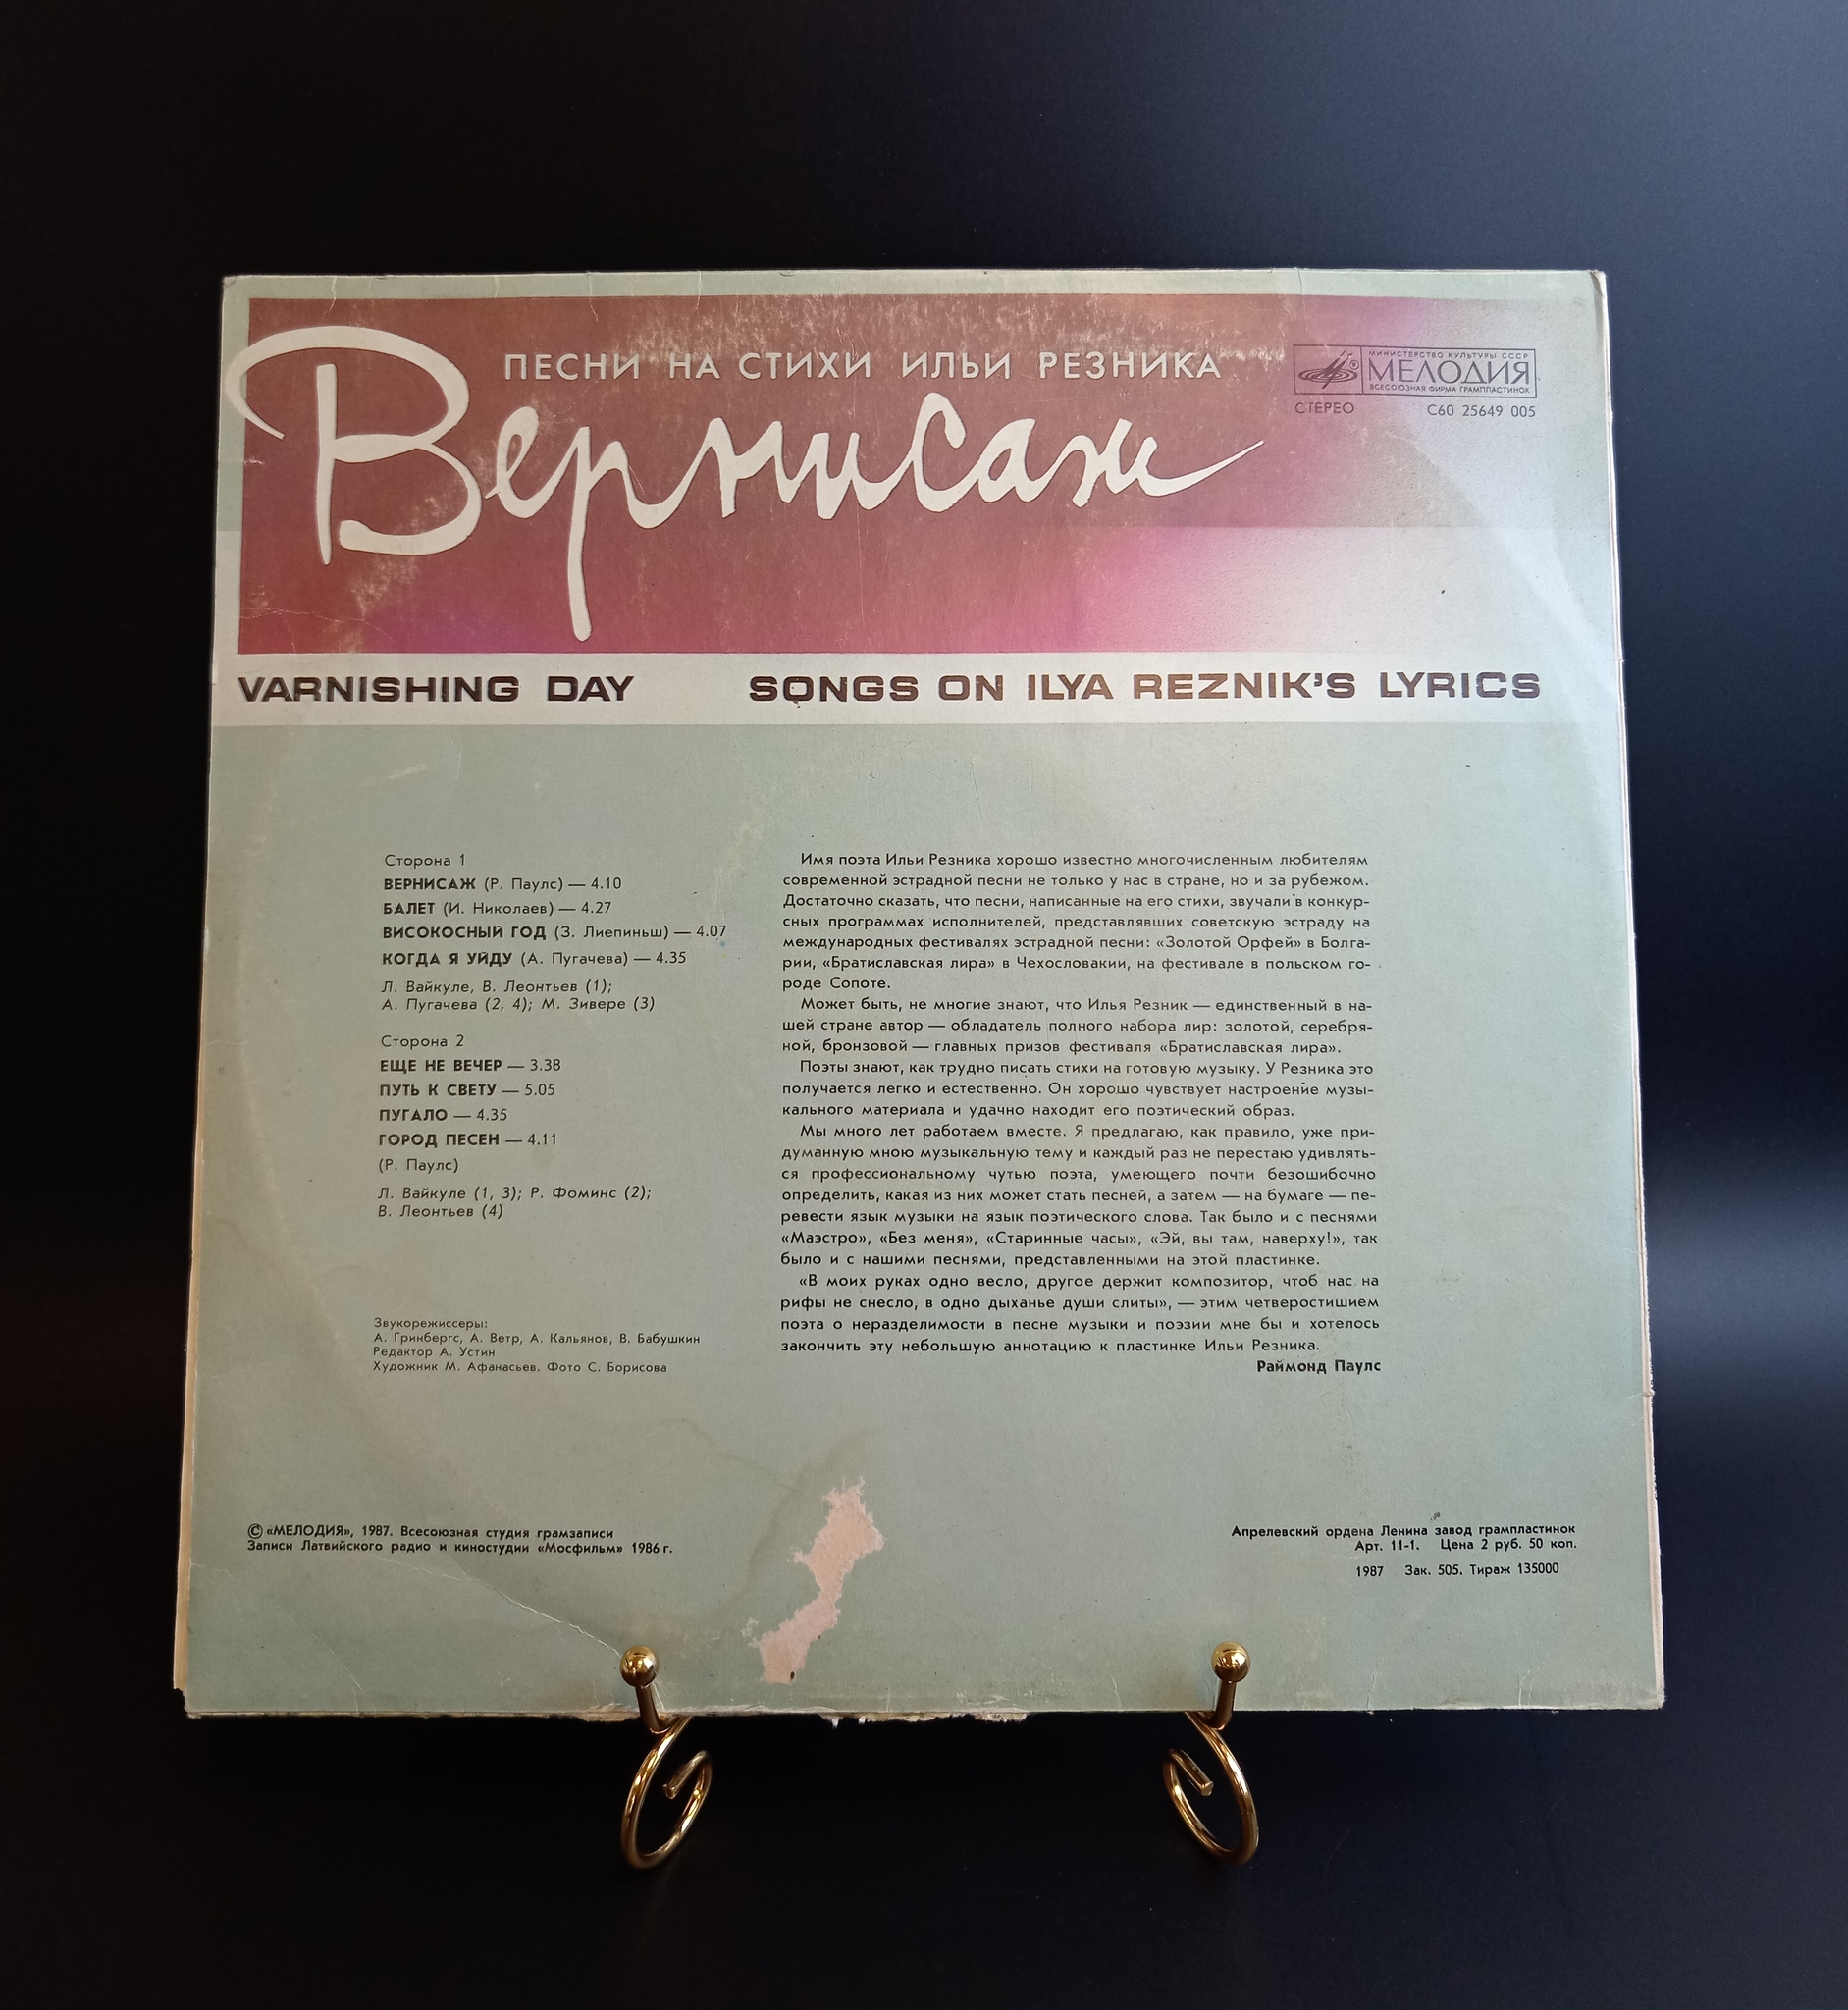 ПЕСНИ НА СТИХИ ИЛЬИ РЕЗНИКА
Вернисаж
МИНИСТЕРСТВО КУЛЬТУРЫ СССР
МЕЛОДИЯ
ВСЕСОЮЗНАЯ ФИРМА ГРАМПЛАСТИНОК
СТЕРЕО С60 25649 005
VARNISHING DAY SONGS ON ILYA REZNIK'S LYRICS
Сторона 1
ВЕРНИСАЖ (Р. Паулс) — 4.10
БАЛЕТ (И. Николаев) — 4.27
ВИСОКОСНЫЙ ГОД (З. Лиепиньш) — 4.07
КОГДА Я УЙДУ (А. Пугачева) — 4.35
Л. Вайкуле, В. Леонтьев (1);
А. Пугачева (2, 4); М. Зивере (3)
Сторона 2
ЕЩЕ НЕ ВЕЧЕР — 3.38
ПУТЬ К СВЕТУ — 5.05
ПУГАЛО — 4.35
ГОРОД ПЕСЕН — 4.11
(Р. Паулс)
Л. Вайкуле (1, 3); Р. Фоминс (2);
В. Леонтьев (4)
Звукорежиссеры:
А. Гринбергс, А. Ветр, А. Кальянов, В. Бабушкин
Редактор А. Устин
Художник М. Афанасьев. Фото С. Борисова
Имя поэта Ильи Резника хорошо известно многочисленным любителям
современной эстрадной песни не только у нас в стране, но и за рубежом.
Достаточно сказать, что песни, написанные на его стихи, звучали в конкур-
сных программах исполнителей, представлявших советскую эстраду на
международных фестивалях эстрадной песни: «Золотой Орфей» в Болга-
рии, «Братиславская лира» в Чехословакии, на фестивале в польском го-
роде Сопоте.
Может быть, не многие знают, что Илья Резник — единственный в на-
шей стране автор — обладатель полного набора лир: золотой, серебря-
ной, бронзовой — главных призов фестиваля «Братиславская лира».
Поэты знают, как трудно писать стихи на готовую музыку. У Резника это
получается легко и естественно. Он хорошо чувствует настроение музы-
кального материала и удачно находит его поэтический образ.
Мы много лет работаем вместе. Я предлагаю, как правило, уже при-
думанную мною музыкальную тему и каждый раз не перестаю удивлять-
ся профессиональному чутью поэта, умеющего почти безошибочно
определить, какая из них может стать песней, а затем — на бумаге — пе-
ревести язык музыки на язык поэтического слова. Так было и с песнями
«Маэстро», «Без меня», «Старинные часы», «Эй, вы там, наверху!», так
было и с нашими песнями, представленными на этой пластинке.
«В моих руках одно весло, другое держит композитор, чтоб нас на
рифы не снесло, в одно дыханье души слиты», — этим четверостишием
поэта о неразделимости в песне музыки и поэзии мне бы и хотелось
закончить эту небольшую аннотацию к пластинке Ильи Резника.
Раймонд Паулс
© «МЕЛОДИЯ», 1987. Всесоюзная студия грамзаписи
Записи Латвийского радио и киностудии «Мосфильм» 1986 г.
Апрелевский ордена Ленина завод грампластинок
Арт. 11-1. Цена 2 руб. 50 коп.
1987 Зак. 505. Тираж 135000